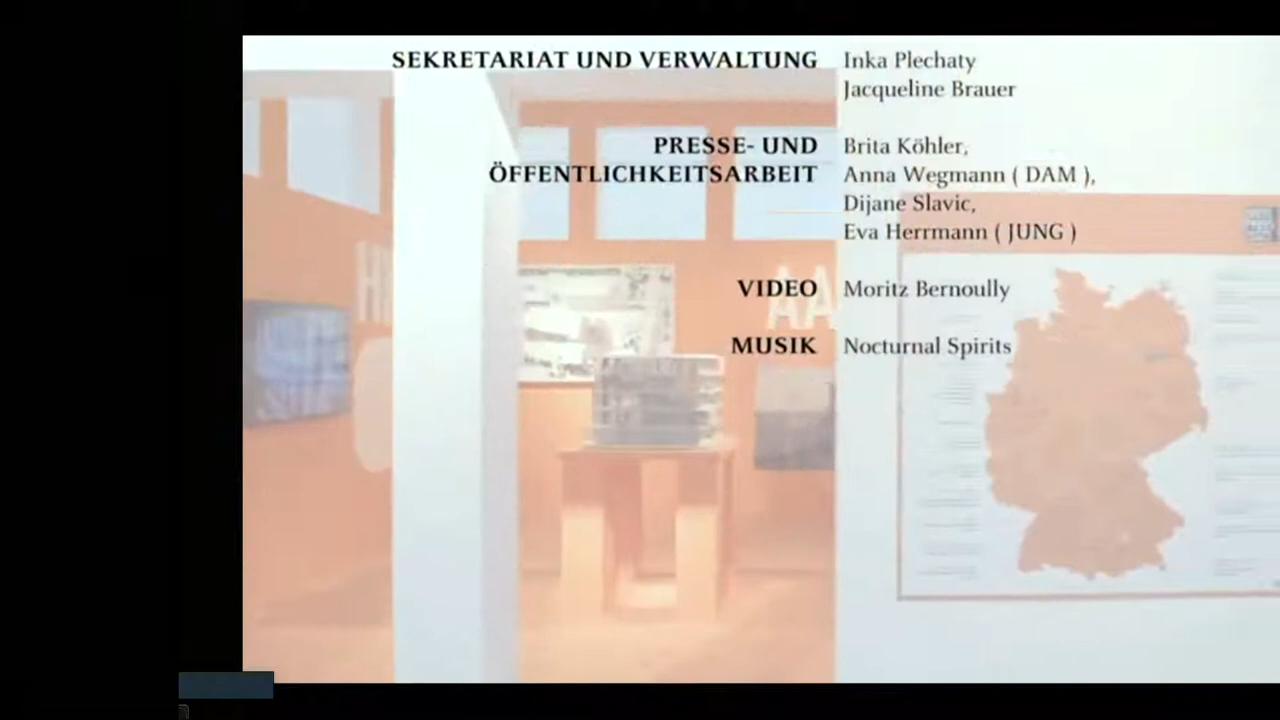 SEKRETARIAT UND VERWALTUNG Inka Plechaty
Jacqueline Brauer
PRESSE- UND Brita Köhler,
ÖFFENTLICHKEITSARBEIT Anna Wegmann ( DAM ),
Dijane Slavic,
Eva Herrmann ( JUNG )
VIDEO Moritz Bernoully
MUSIK Nocturnal Spirits
AA